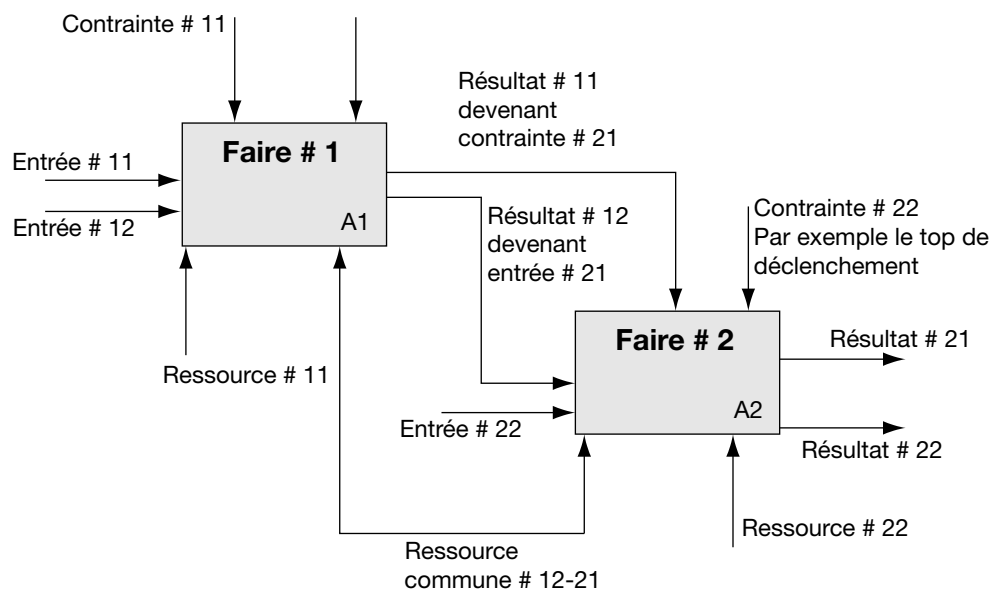 Contrainte # 11
Résultat # 11
devenant
contrainte # 21
Faire # 1
Entrée # 11
Entrée # 12
A1
Résultat # 12
devenant
entrée # 21
Contrainte # 22
Par exemple le top de
déclenchement
Faire # 2
Résultat # 21
Ressource # 11
A2
Entrée # 22
Résultat # 22
Ressource # 22
Ressource
commune # 12-21